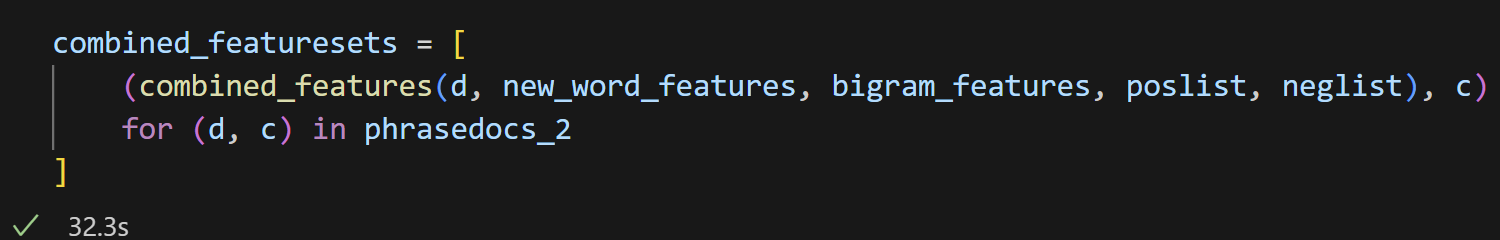 combined_featuresets = [
(combined_features(d, new_word_features, bigram_features, poslist, neglist), c)
for (d, c) in phrasedocs_2
]
32.3s